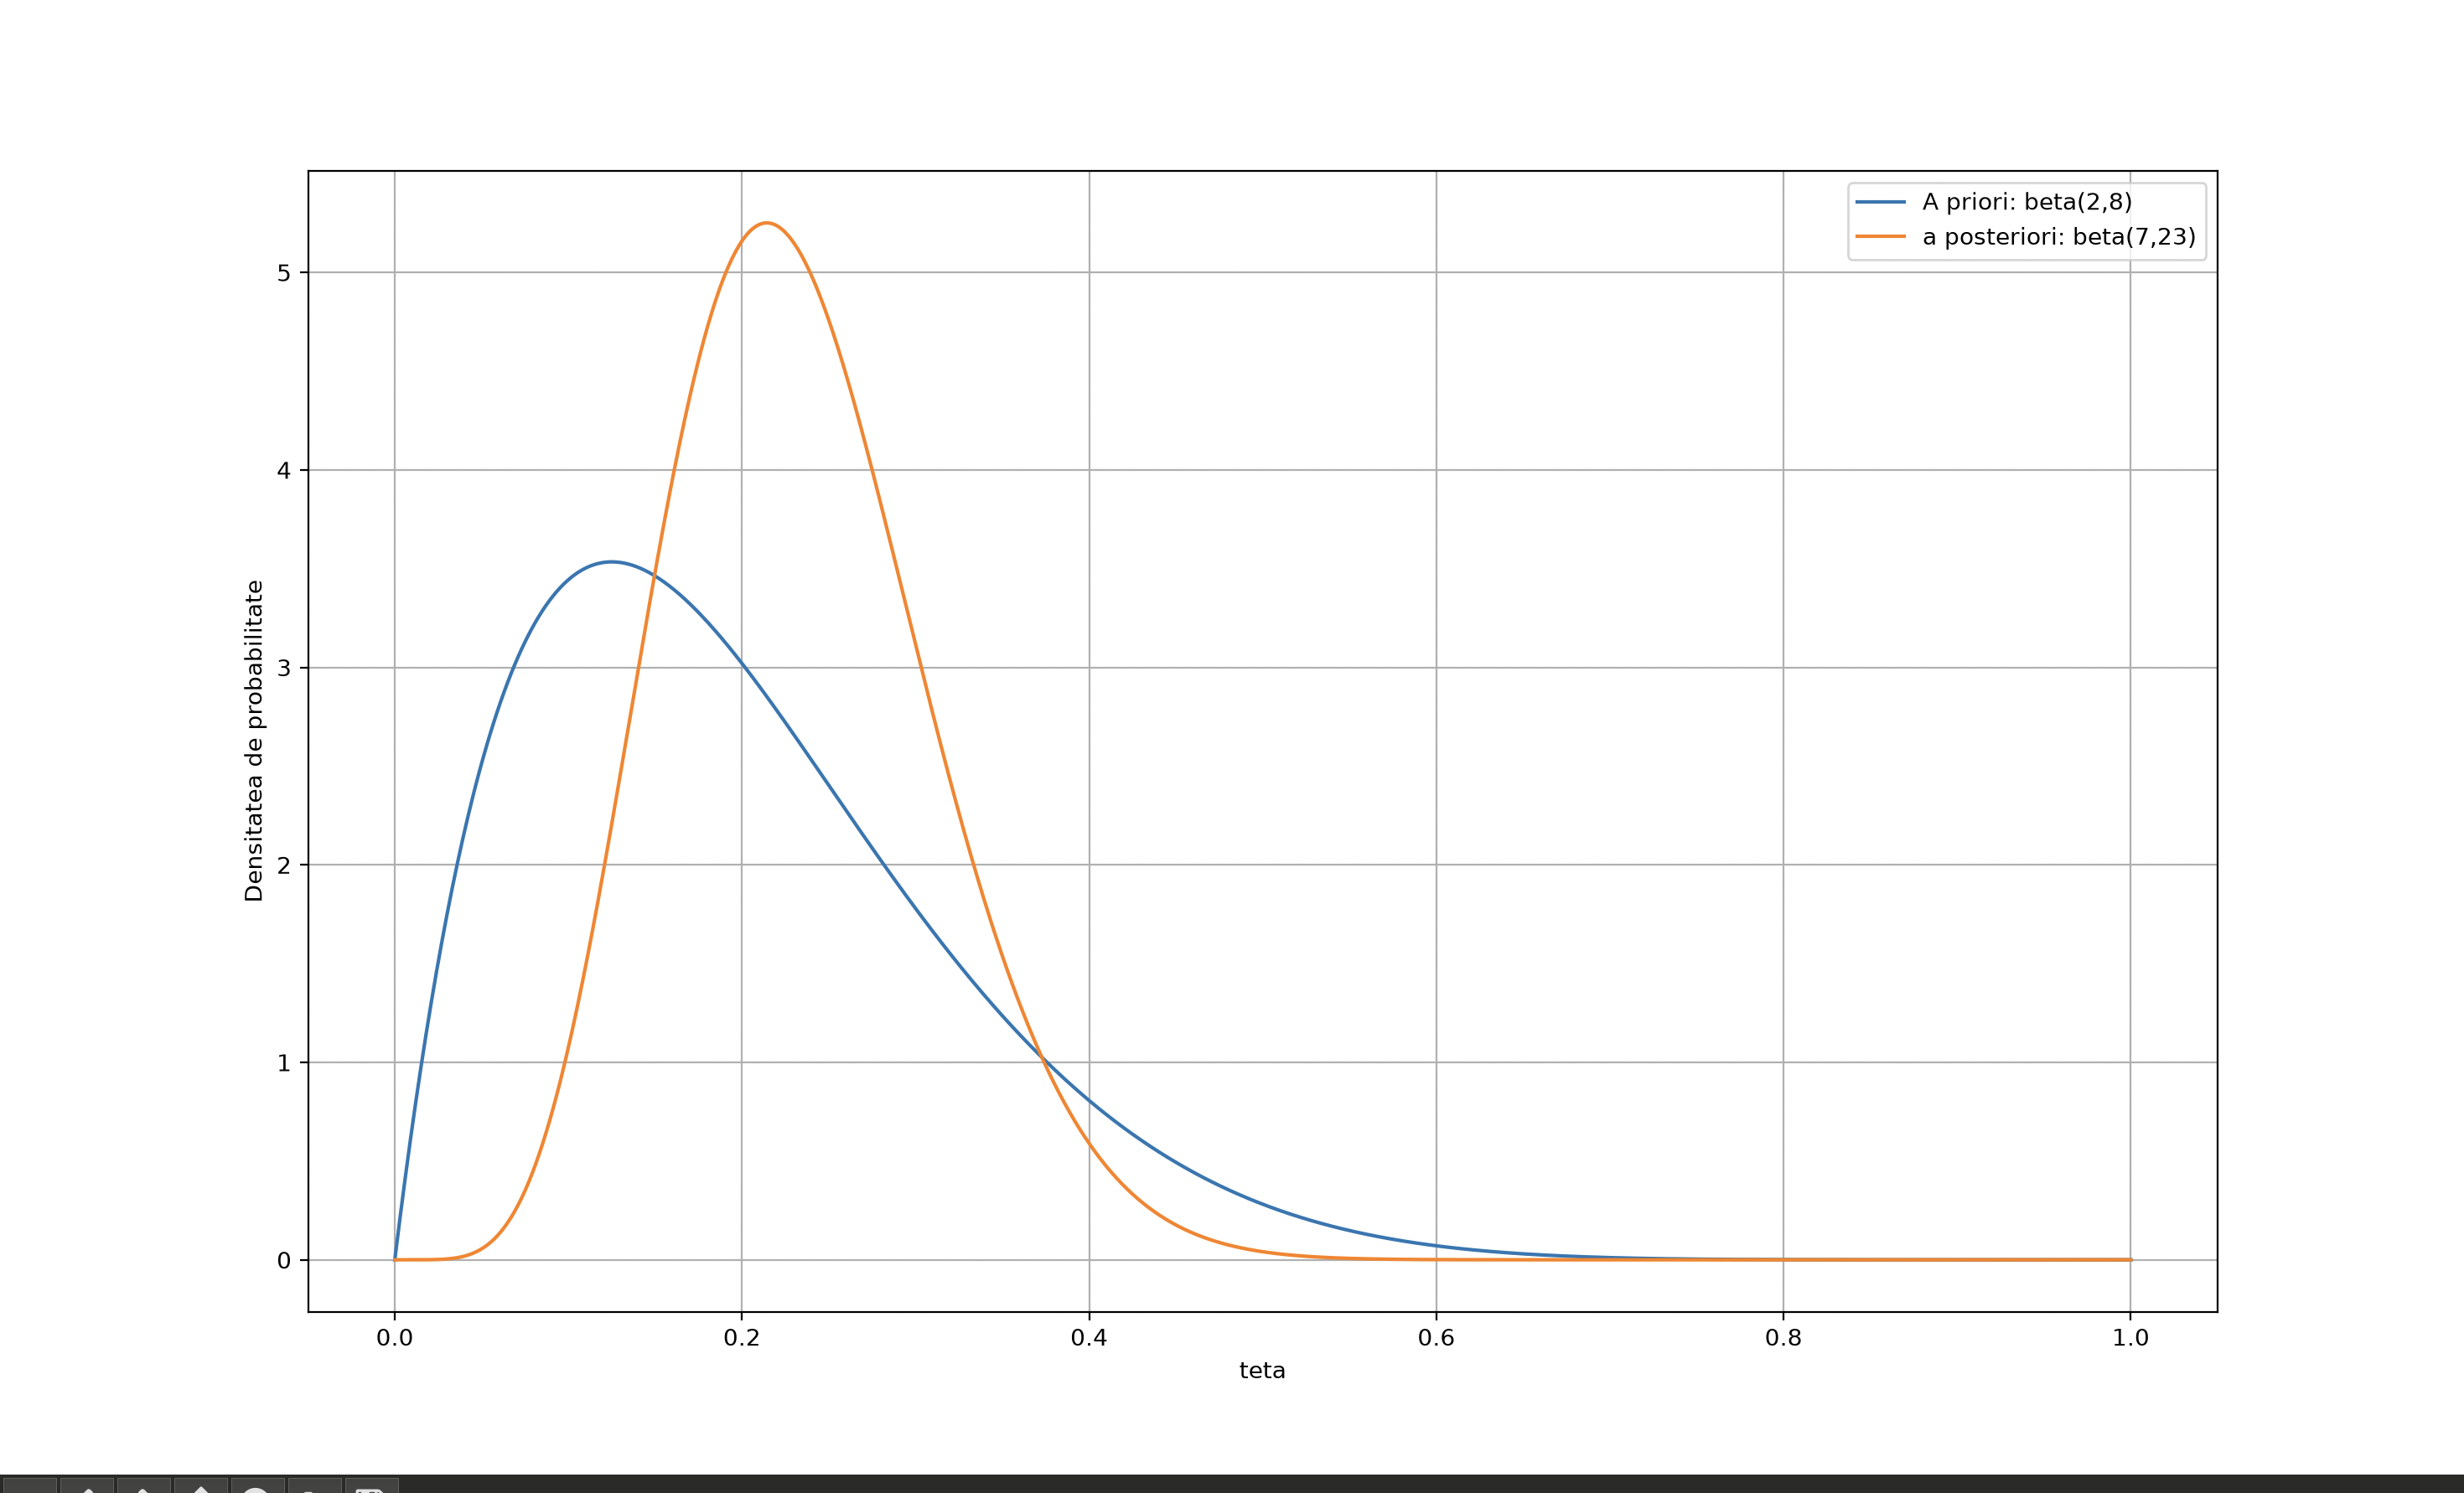 A priori: beta(2,8)
a posteriori: beta(7,23)
5
4
3
2
1
0
Densitatea de probabilitate
0.0 0.2 0.4 0.6 0.8 1.0
teta